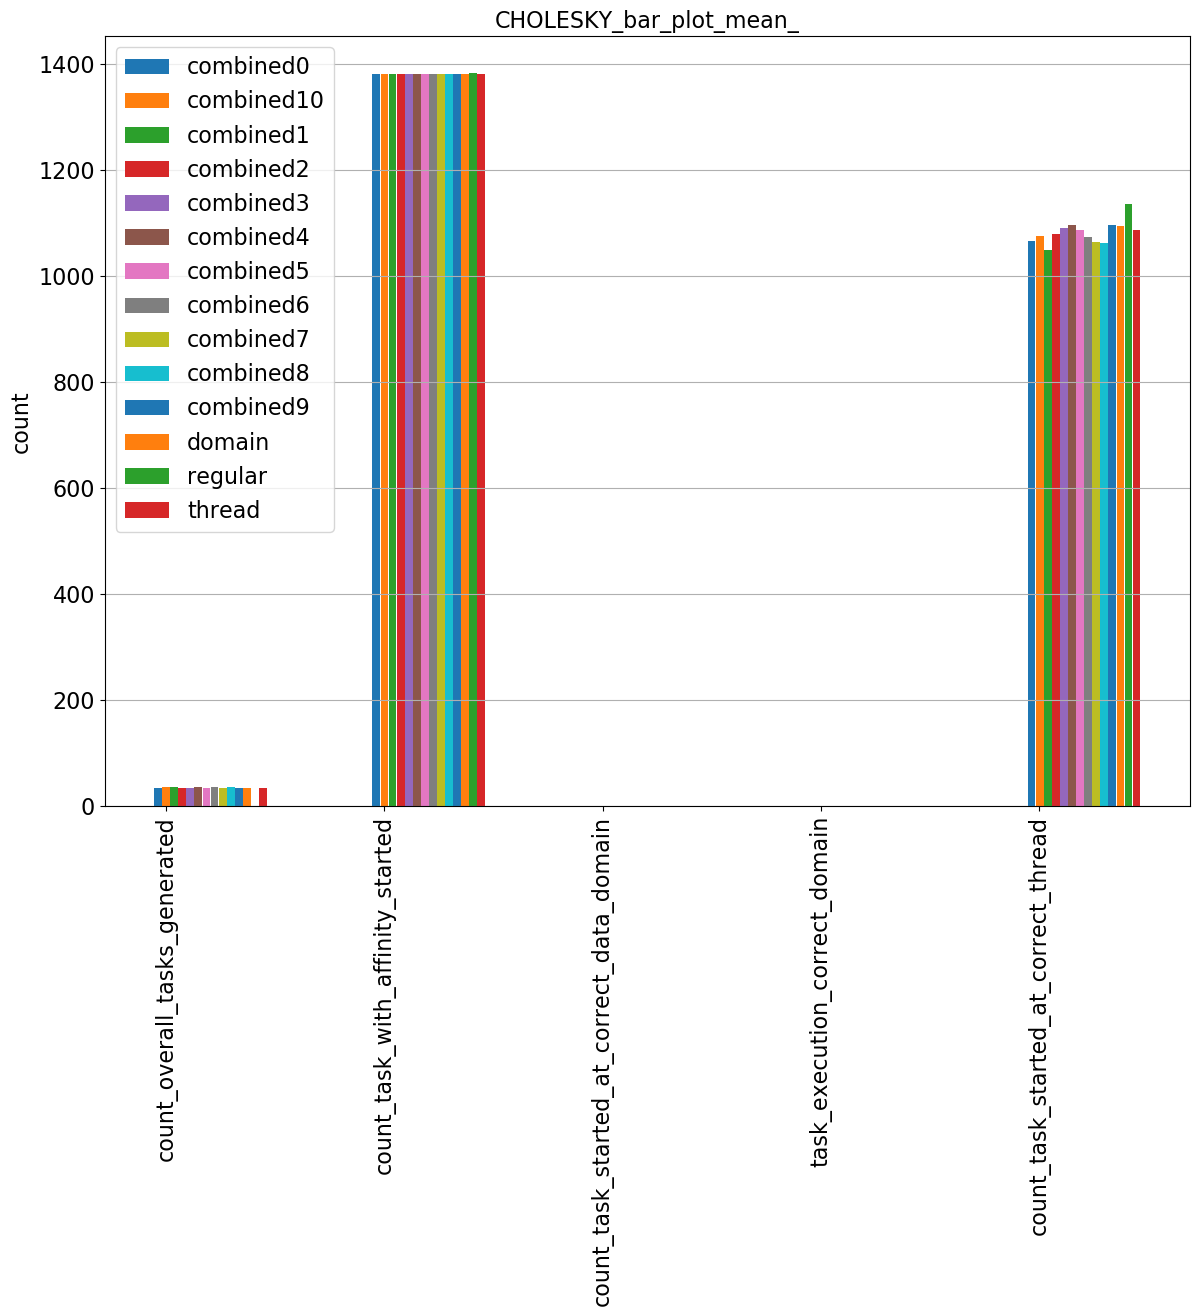 CHOLESKY_bar_plot_mean_
count
1400
1200
1000
800
600
400
200
0
combined0
combined10
combined1
combined2
combined3
combined4
combined5
combined6
combined7
combined8
combined9
domain
regular
thread
count_overall_tasks_generated
count_task_with_affinity_started
count_task_started_at_correct_data_domain
task_execution_correct_domain
count_task_started_at_correct_thread